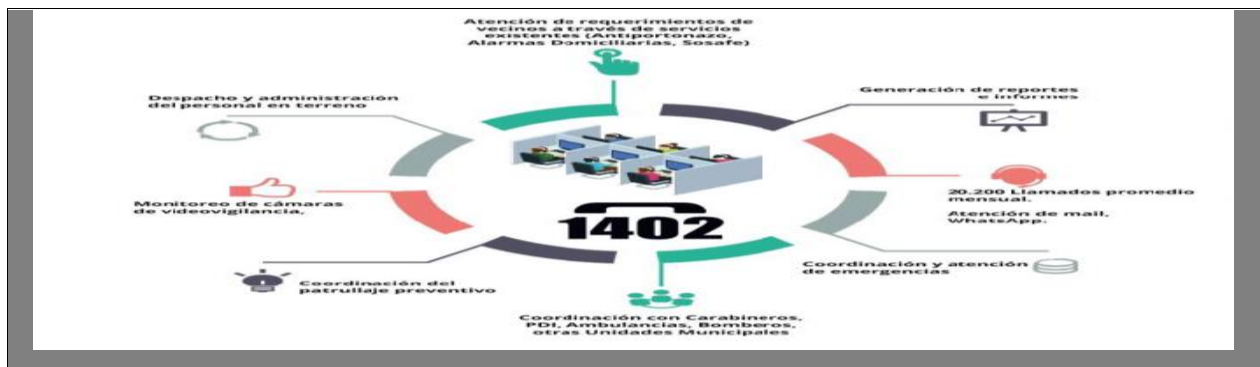 Atención de requerimientos de
vecinos a través de servicios
existentes (Antiportonazo,
Alarmas Domiciliarias, Sosafe)
Despacho y administración
del personal en terreno
Generación de reportes
e informes
Monitoreo de cámaras
de videovigilancia,
20.200 Llamados promedio
mensual.
Atención de mail,
WhatsApp.
1402
Coordinación del
patrullaje preventivo
Coordinación y atención
de emergencias
Coordinación con Carabineros,
PDI, Ambulancias, Bomberos,
otras Unidades Municipales